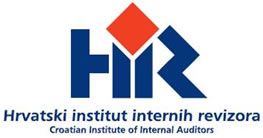 HIR
Hrvatski institut internih revizora
Croatian Institute of Internal Auditors